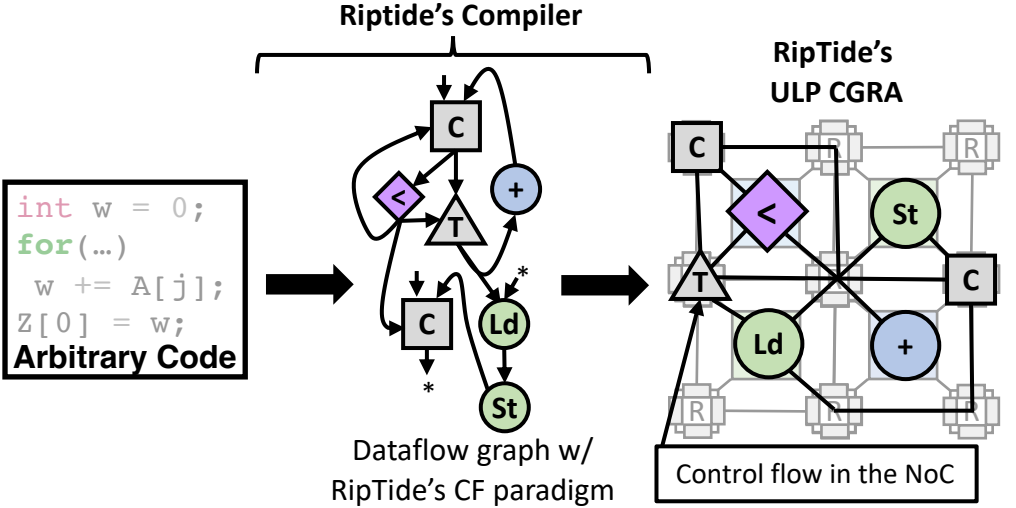 Riptide's Compiler
RipTide's
ULP CGRA
int w = 0;
for(…)
w += A[j];
Z[0] = w;
Arbitrary Code
C
<
+
T
*
C
Ld
*
St
Dataflow graph w/
RipTide's CF paradigm
C
R
R
<
St
T
R
C
Ld
+
R
R
R
Control flow in the NoC